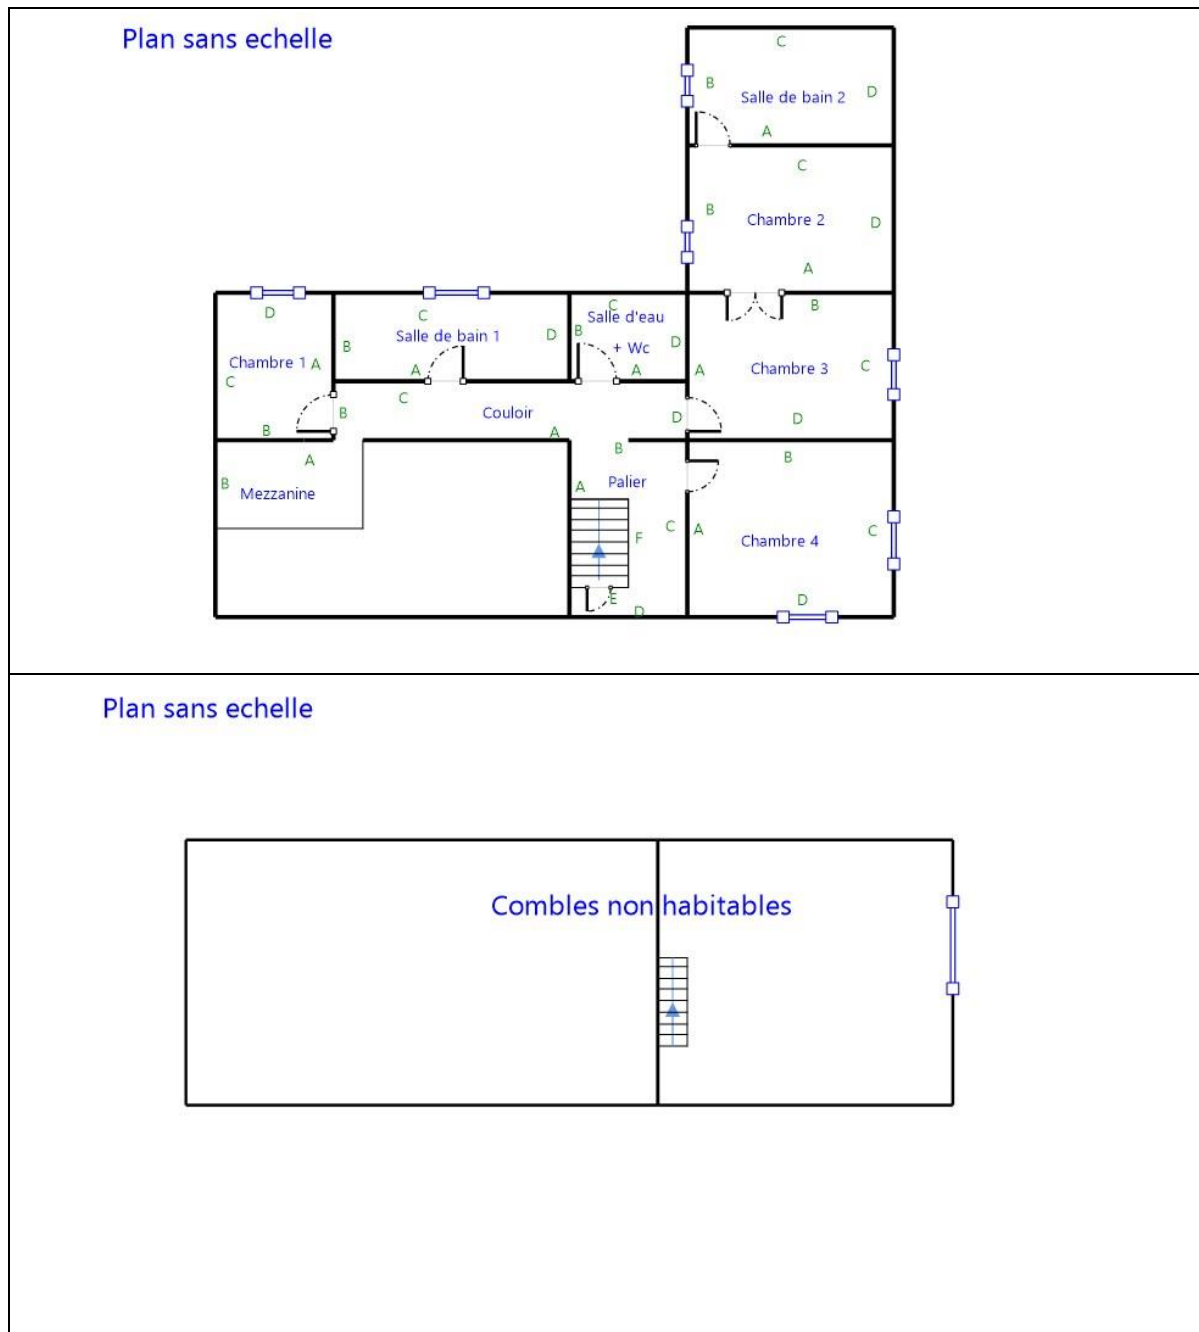 Plan sans echelle
C
B
Salle de bain 2
D
A
C
B
Chambre 2
D
A
D
C
C
B
Salle d'eau
B
D
Salle de bain 1
B
+ Wc
D
Chambre 1
A
A
A
A
Chambre 3
C
C
C
B
Couloir
D
D
B
A
B
A
B
B
Mezzanine
A
Palier
C
A
C
F
Chambre 4
E
D
D
Plan sans echelle
Combles non habitables